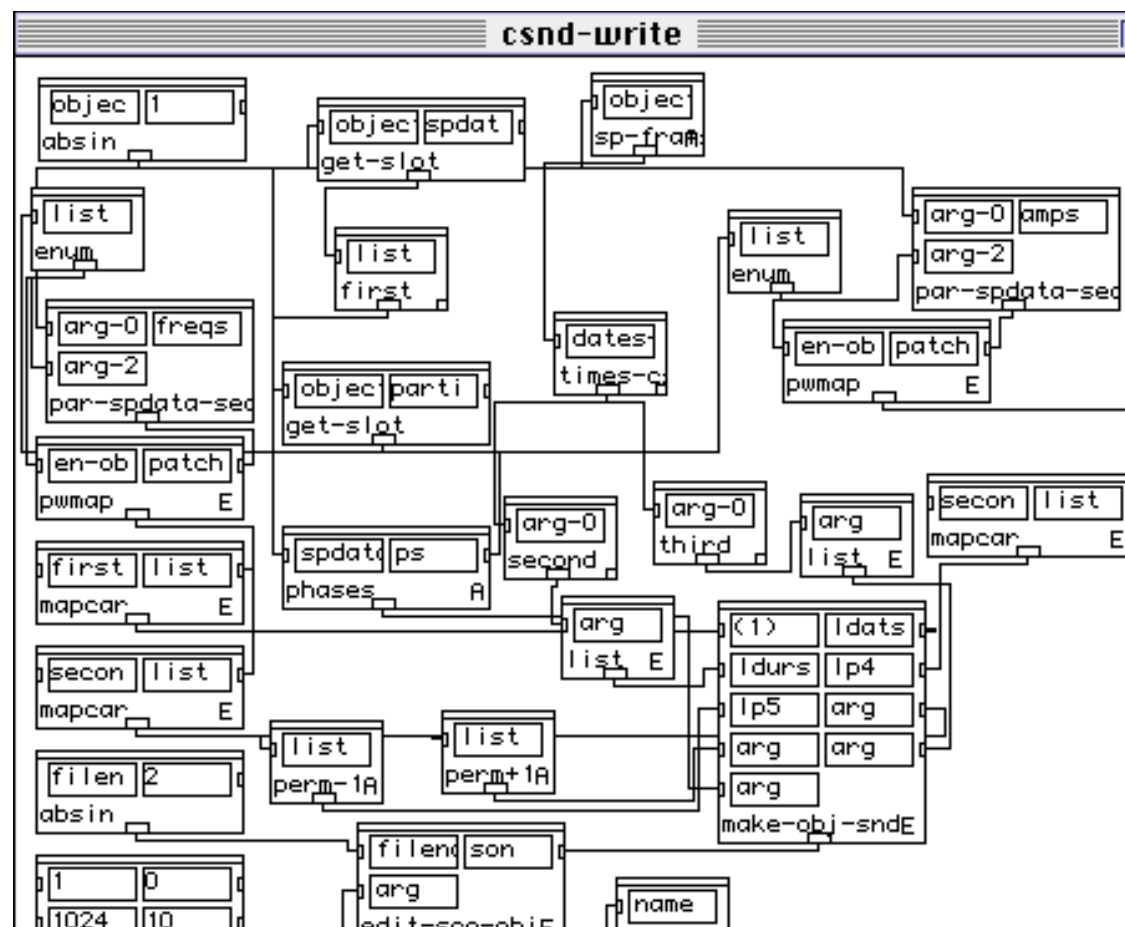 csnd-write
objec 1
absin
objec spdat
get-slot
objec
list
enum
list
first
list
enum
arg-0 amps
arg-2
par-spdata-sec
arg-0 freqs
arg-2
par-spdata-sec
dates-
times-c
en-ob patch
pwmap E
objec parti
get-slot
en-ob patch
pwmap E
arg-0
second
arg-0
third
arg
list E
secon list
mapcar E
first list
mapcar E
spdat ps
phases A
arg
list E
(1) ldats
ldurs lp4
lp5 arg
arg arg
arg
make-obj-sndE
secon list
mapcar E
list
perm-1A
list
perm+1A
filen 2
absin
filen son
arg
edit-sco-objE
1 0
1024 10
name